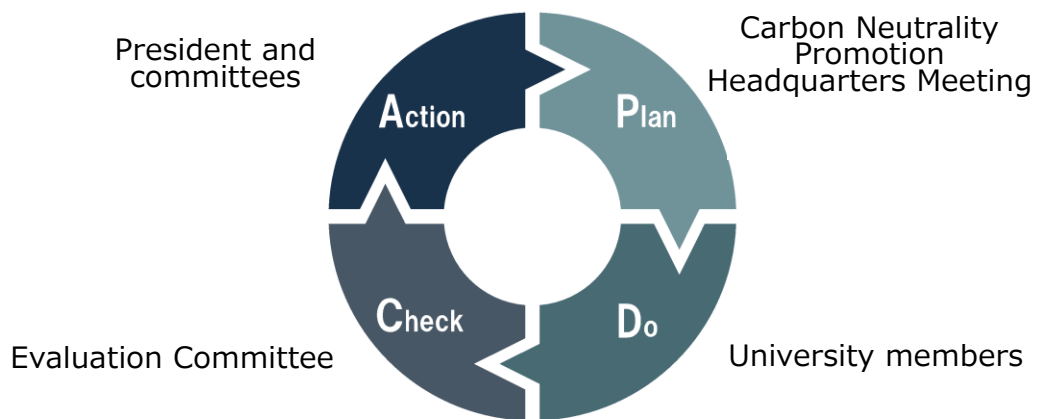 President and
committees
Carbon Neutrality
Promotion
Headquarters Meeting
Action
Plan
Check
Do
Evaluation Committee
University members